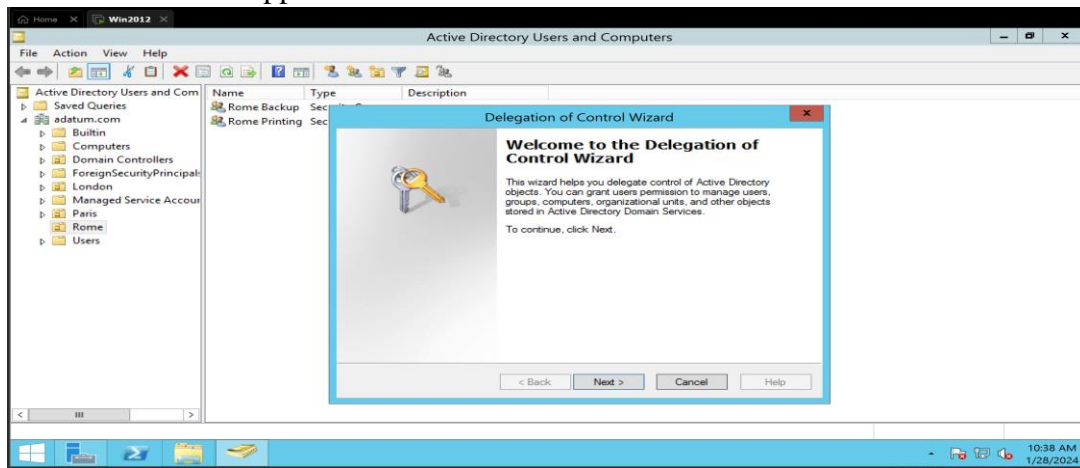 Home × Win2012 ×
Active Directory Users and Computers
File Action View Help
Active Directory Users and Com
Name Type Description
Saved Queries
Rome Backup Sec
adatum.com
Rome Printing Sec
Builtin
Computers
Domain Controllers
ForeignSecurityPrincipals
London
Managed Service Accour
Paris
Rome
Users
Delegation of Control Wizard
Welcome to the Delegation of
Control Wizard
This wizard helps you delegate control of Active Directory
objects. You can grant users permission to manage users,
groups, computers, organizational units, and other objects
stored in Active Directory Domain Services.
To continue, click Next.
< Back Next > Cancel Help
10:38 AM
1/28/2024